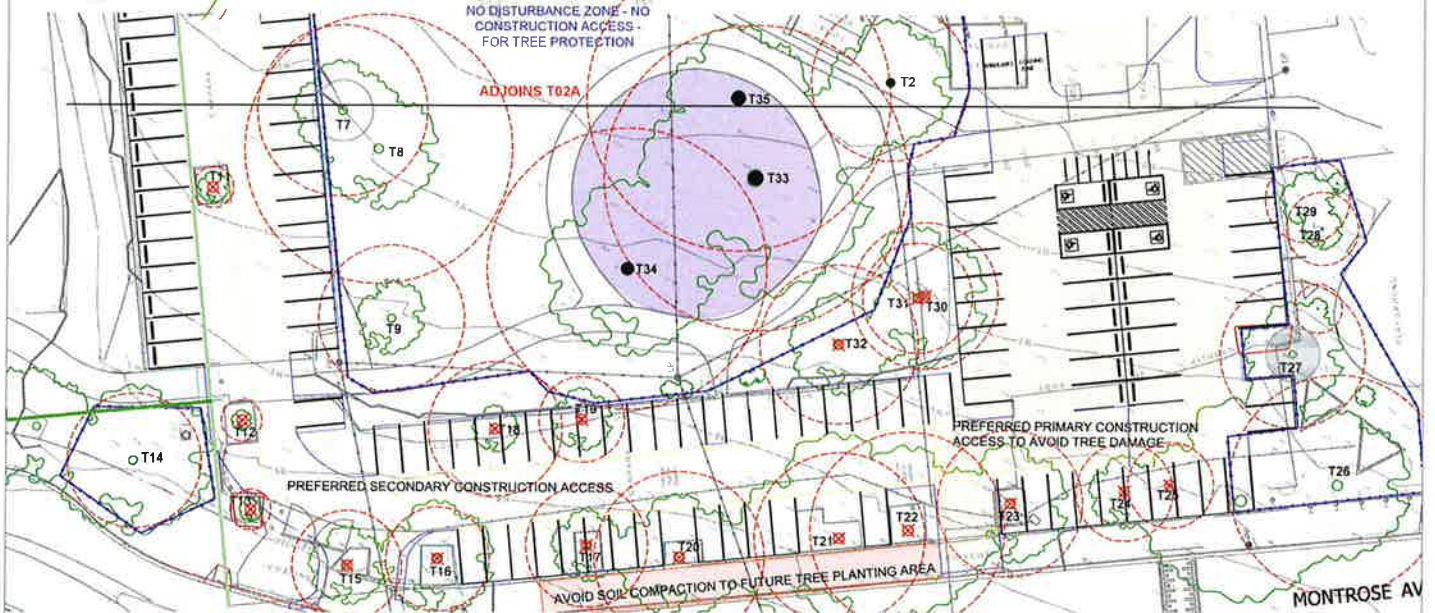 NO DISTURBANCE ZONE - NO
CONSTRUCTION ACCESS -
FOR TREE PROTECTION
ADJOINS T02A
T2
T35
T7
T8
T33
T29
T28
T34
T31
T30
T9
T32
T27
T19
T18
T12
PREFERRED PRIMARY CONSTRUCTION
ACCESS TO AVOID TREE DAMAGE
T14
T26
PREFERRED SECONDARY CONSTRUCTION ACCESS
T25
T24
T23
T22
T21
T20
T17
T16
T15
AVOID SOIL COMPACTION TO FUTURE TREE PLANTING AREA
MONTROSE AV